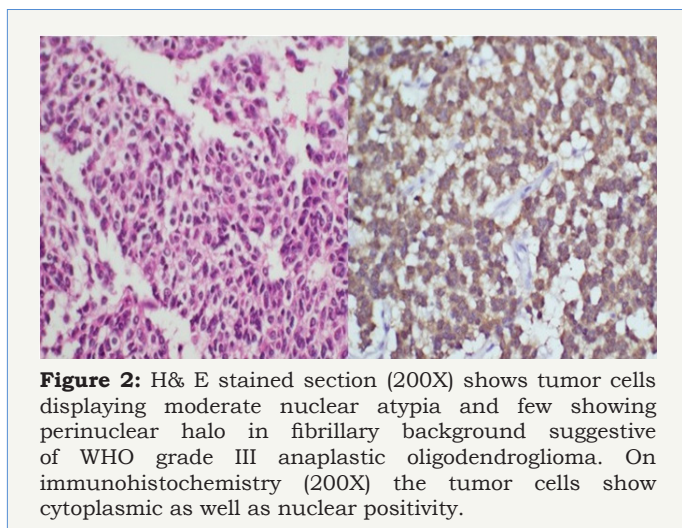 Figure 2: H& E stained section (200X) shows tumor cells
displaying moderate nuclear atypia and few showing
perinuclear halo in fibrillary background suggestive
of WHO grade III anaplastic oligodendroglioma. On
immunohistochemistry (200X) the tumor cells show
cytoplasmic as well as nuclear positivity.